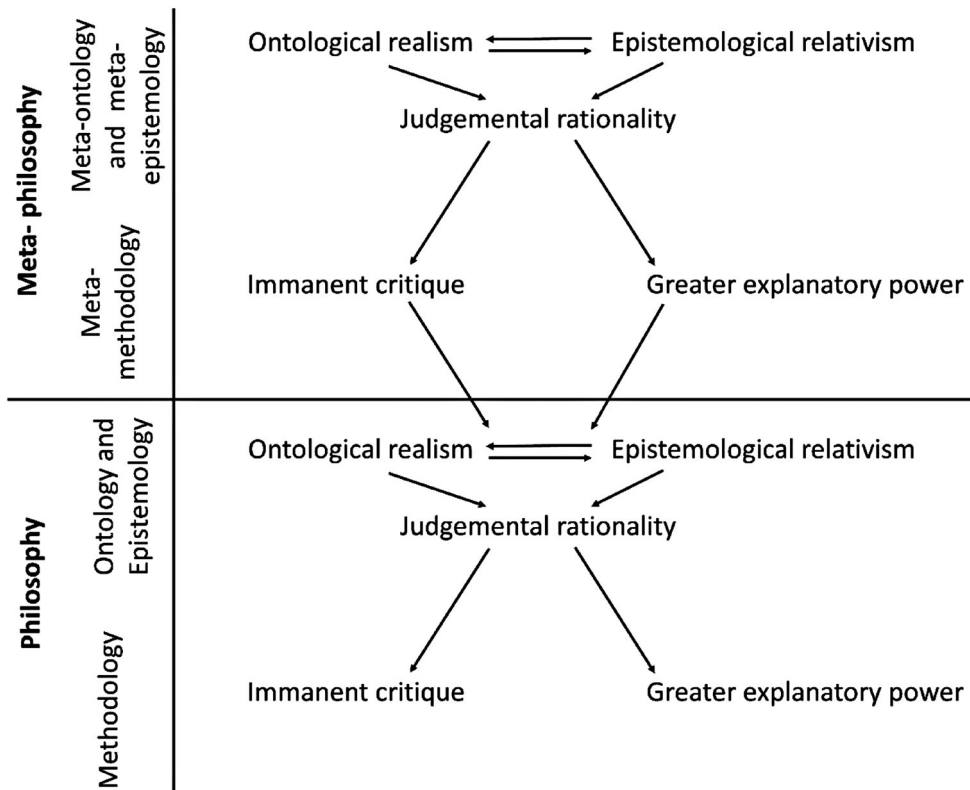 Meta- philosophy
Meta-ontology
and meta-
epistemology
Ontological realism
Epistemological relativism
Judgemental rationality
Meta-
methodology
Immanent critique
Greater explanatory power
Philosophy
Ontology and
Epistemology
Ontological realism
Epistemological relativism
Judgemental rationality
Methodology
Immanent critique
Greater explanatory power